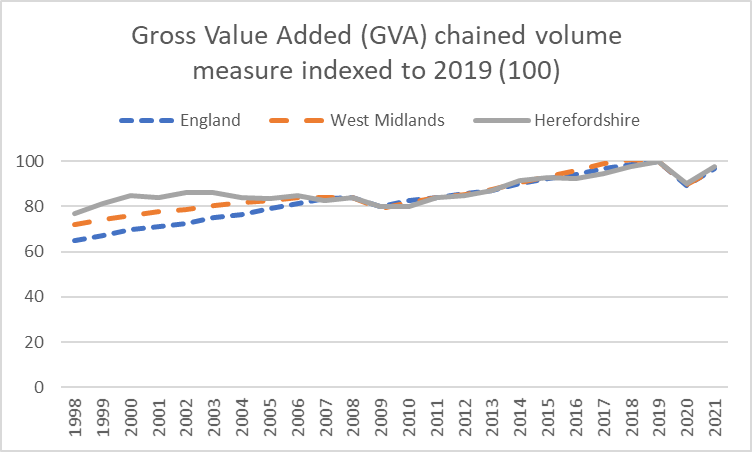 Gross Value Added (GVA) chained volume
measure indexed to 2019 (100)
England West Midlands Herefordshire
100
80
60
40
20
0
1998 1999 2000 2001 2002 2003 2004 2005 2006 2007 2008 2009 2010 2011 2012 2013 2014 2015 2016 2017 2018 2019 2020 2021